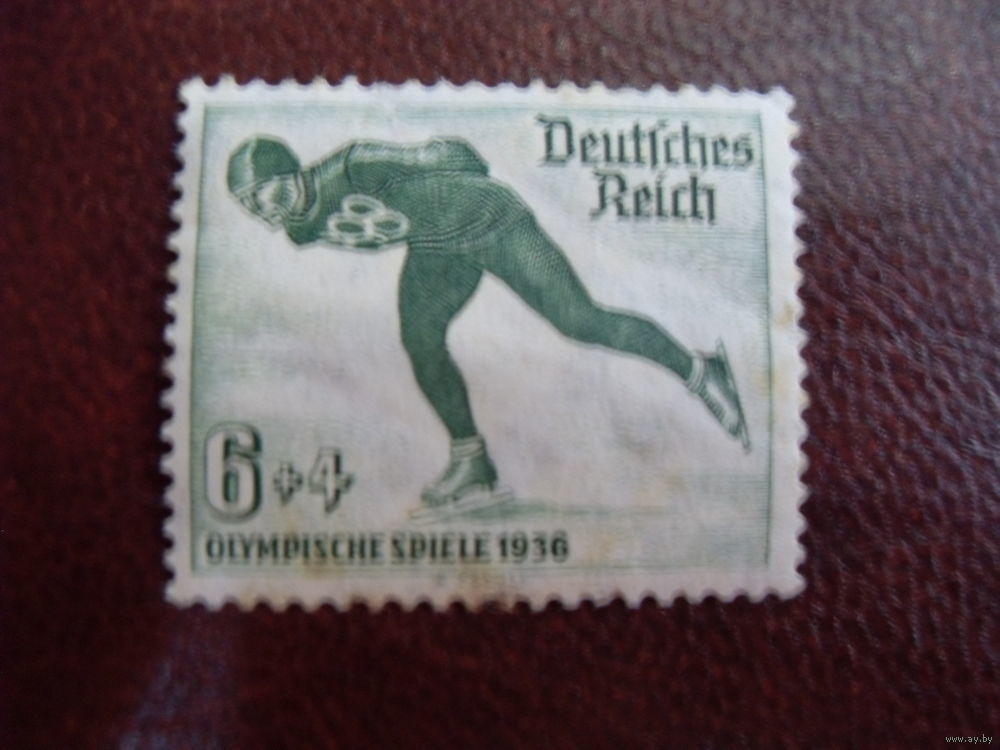 Deutſches
Reich
6+4
OLYMPISCHE SPIELE 1936
www.ay.by